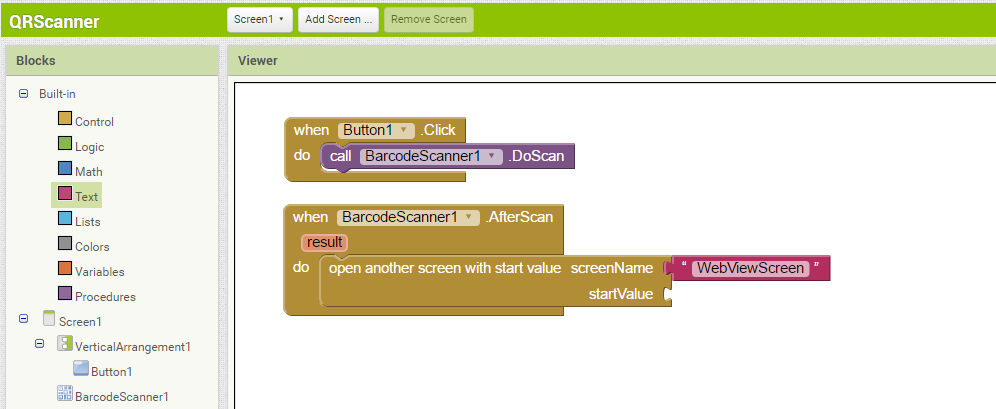 QRScanner
Screen1
Add Screen ...
Remove Screen
Blocks
Viewer
Built-in
Control
Logic
Math
Text
Lists
Colors
Variables
Procedures
Screen1
VerticalArrangement1
Button1
BarcodeScanner1
when Button1 .Click
do call BarcodeScanner1 .DoScan
when BarcodeScanner1 .AfterScan
result
do open another screen with start value screenName " WebViewScreen "
startValue